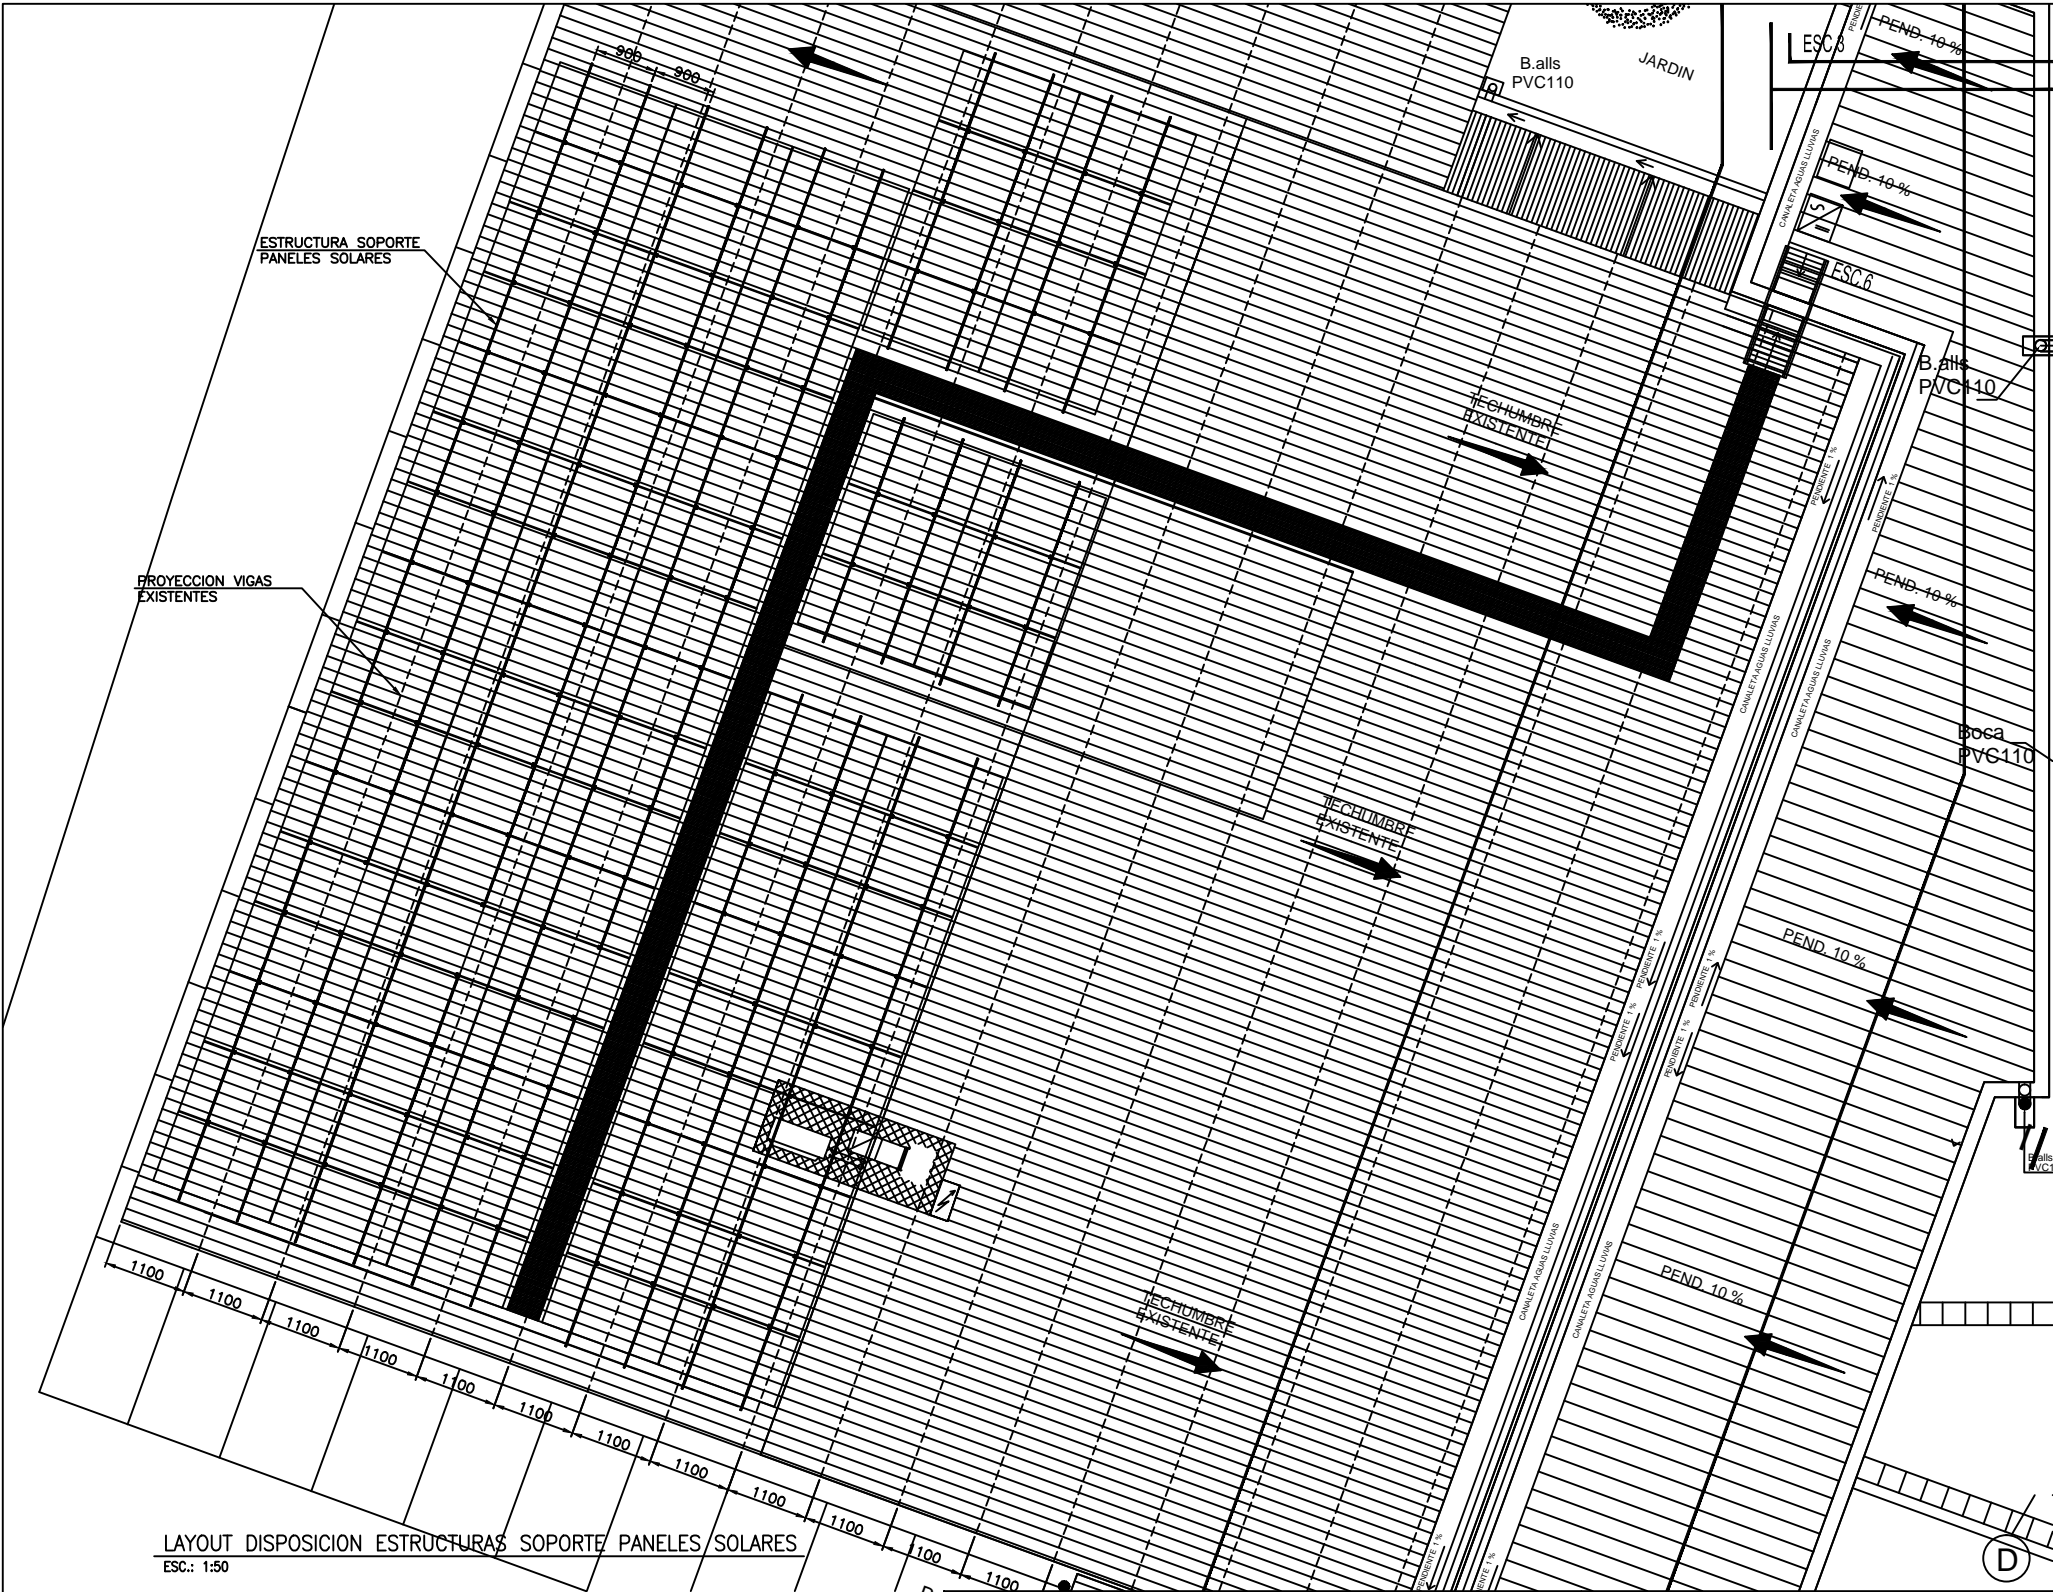 900
900
B.alls
PVC110
JARDIN
ESC.3
PEND. 10 %
CANALETA AGUAS LLUVIAS
PEND. 10 %
ESC.6
ESTRUCTURA SOPORTE
PANELES SOLARES
B.alls
PVC110
TECHUMBRE
EXISTENTE
PENDIENTE 1 %
PENDIENTE 1 %
PROYECCION VIGAS
EXISTENTES
PEND. 10 %
CANALETA AGUAS LLUVIAS
CANALETA AGUAS LLUVIAS
Boca
PVC110
TECHUMBRE
EXISTENTE
PEND. 10 %
PENDIENTE 1 %
PENDIENTE 1 %
PENDIENTE 1 %
PENDIENTE 1 %
B.alls
CANALETA AGUAS LLUVIAS
CANALETA AGUAS LLUVIAS
PEND. 10 %
TECHUMBRE
EXISTENTE
1100
1100
1100
1100
1100
1100
1100
1100
1100
1100
1100
1100
PENDIENTE 1 %
LAYOUT DISPOSICION ESTRUCTURAS SOPORTE PANELES SOLARES
ESC.: 1:50
D